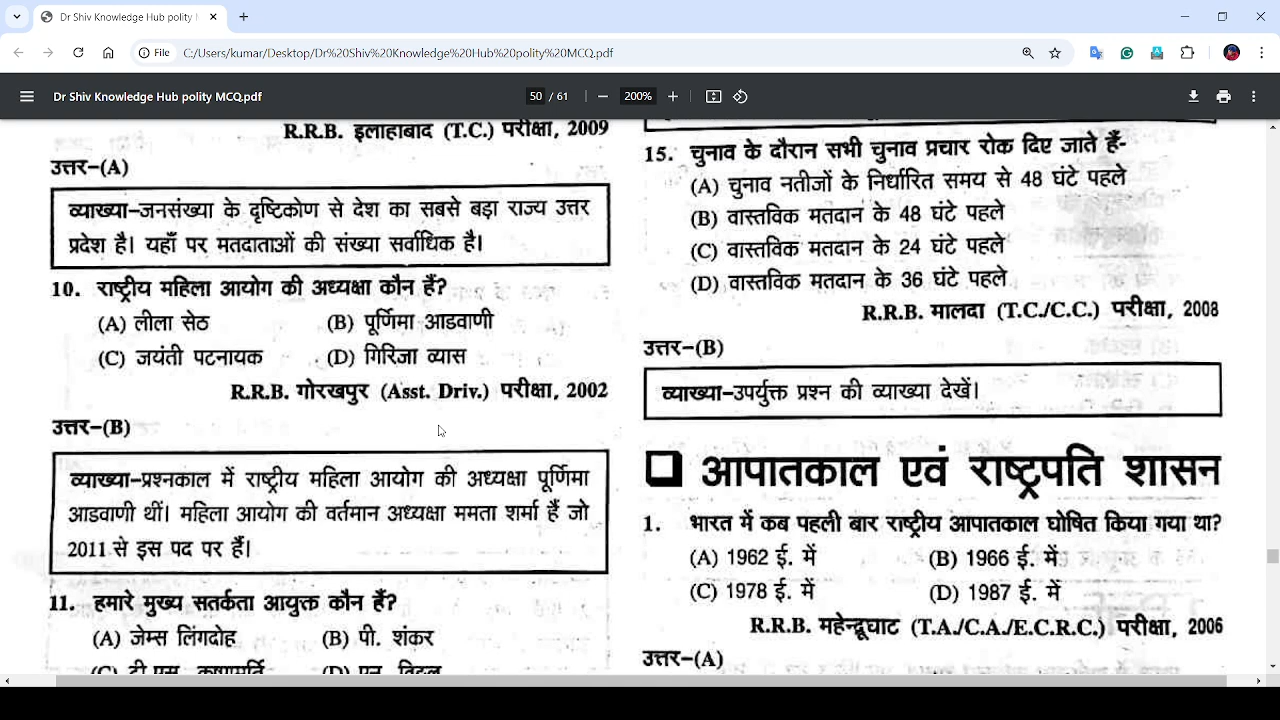 Dr Shiv Knowledge Hub polity
File
C:/Users/kumar/Desktop/Dr%20Shiv%20Knowledge%20Hub%20polity%20MCQ.pdf
Dr Shiv Knowledge Hub polity MCQ.pdf
50 / 61
200%
R.R.B. इलाहाबाद (T.C.) परीक्षा, 2009
उत्तर–(A)
व्याख्या–जनसंख्या के दृष्टिकोण से देश का सबसे बड़ा राज्य उत्तर
प्रदेश है। यहाँ पर मतदाताओं की संख्या सर्वाधिक है।
10. राष्ट्रीय महिला आयोग की अध्यक्षा कौन हैं?
(A) लीला सेठ (B) पूर्णिमा आडवाणी
(C) जयंती पटनायक (D) गिरिजा व्यास
R.R.B. गोरखपुर (Asst. Driv.) परीक्षा, 2002
उत्तर–(B)
व्याख्या–प्रश्नकाल में राष्ट्रीय महिला आयोग की अध्यक्षा पूर्णिमा
आडवाणी थीं। महिला आयोग की वर्तमान अध्यक्षा ममता शर्मा हैं जो
2011 से इस पद पर हैं।
11. हमारे मुख्य सतर्कता आयुक्त कौन हैं?
(A) जेम्स लिंगदोह (B) पी. शंकर
(C) टी.एस. कृष्णामूर्ति (D) एन. विट्ठल
15. चुनाव के दौरान सभी चुनाव प्रचार रोक दिए जाते हैं-
(A) चुनाव नतीजों के निर्धारित समय से 48 घंटे पहले
(B) वास्तविक मतदान के 48 घंटे पहले
(C) वास्तविक मतदान के 24 घंटे पहले
(D) वास्तविक मतदान के 36 घंटे पहले
R.R.B. मालदा (T.C./C.C.) परीक्षा, 2008
उत्तर–(B)
व्याख्या–उपर्युक्त प्रश्न की व्याख्या देखें।
आपातकाल एवं राष्ट्रपति शासन
1. भारत में कब पहली बार राष्ट्रीय आपातकाल घोषित किया गया था?
(A) 1962 ई. में (B) 1966 ई. में
(C) 1978 ई. में (D) 1987 ई. में
R.R.B. महेन्द्रूघाट (T.A./C.A./E.C.R.C.) परीक्षा, 2006
उत्तर–(A)